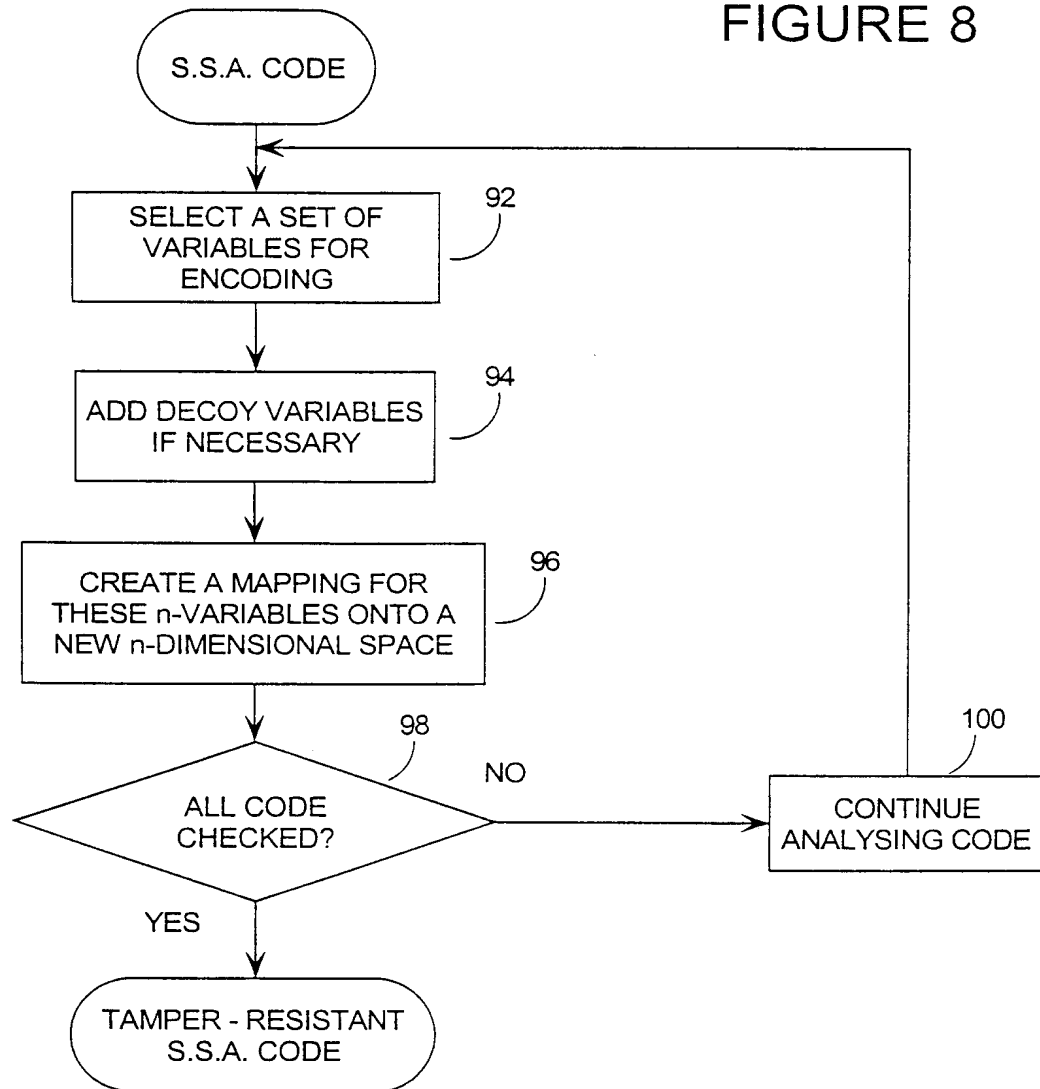 FIGURE 8
S.S.A. CODE
92
SELECT A SET OF
VARIABLES FOR
ENCODING
94
ADD DECOY VARIABLES
IF NECESSARY
96
CREATE A MAPPING FOR
THESE n-VARIABLES ONTO A
NEW n-DIMENSIONAL SPACE
98
ALL CODE
CHECKED?
NO
100
CONTINUE
ANALYSING CODE
YES
TAMPER - RESISTANT
S.S.A. CODE